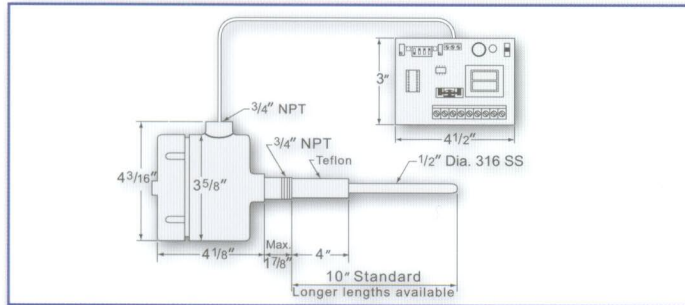 3"
3/4" NPT
4 1/2"
3/4" NPT
Teflon
1/2" Dia. 316 SS
4 3/16"
3 5/8"
4 1/8"
Max.
1 7/8"
4"
10" Standard
Longer lengths available